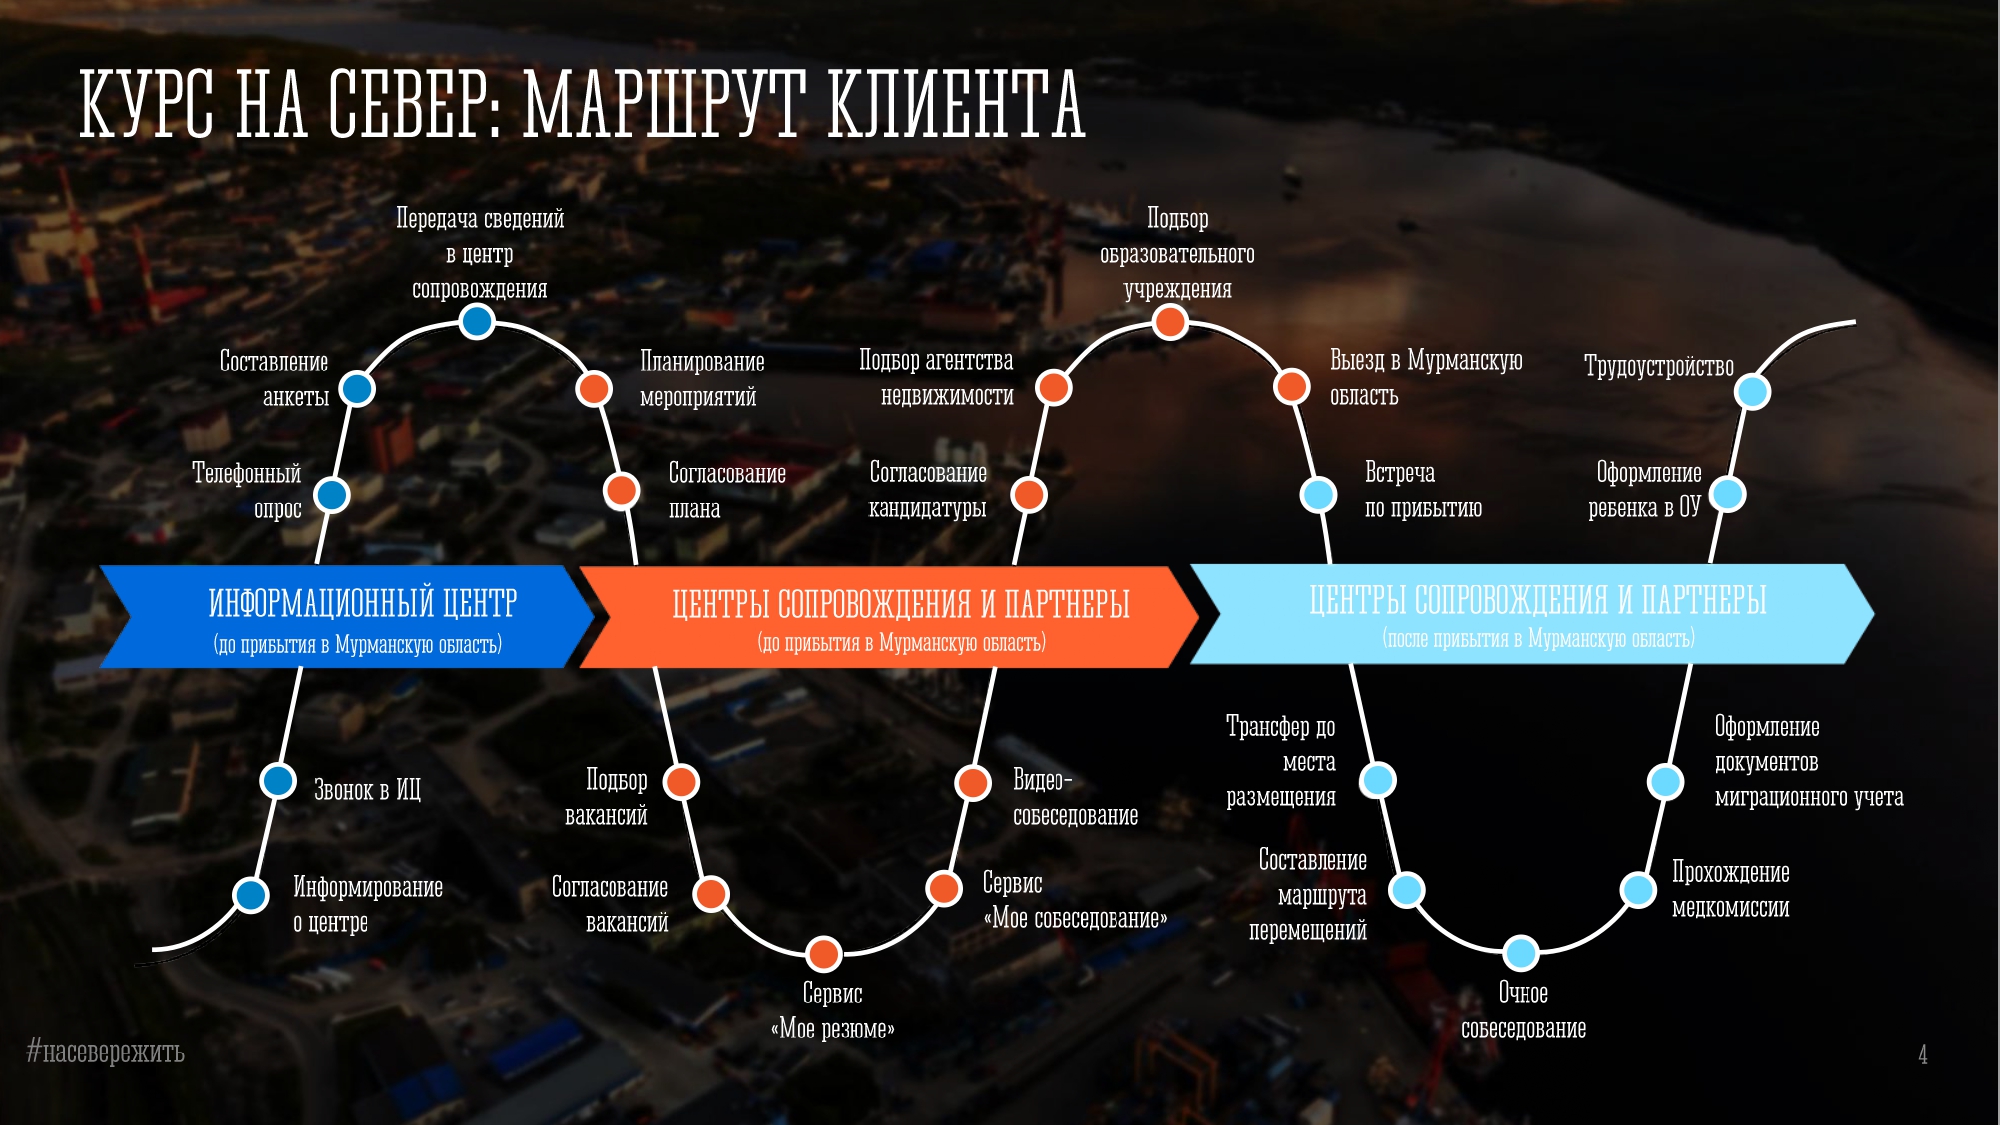 КУРС НА СЕВЕР: МАРШРУТ КЛИЕНТА
Передача сведений
в центр
сопровождения
Подбор
образовательного
учреждения
Составление
анкеты
Планирование
мероприятий
Подбор агентства
недвижимости
Выезд в Мурманскую
область
Трудоустройство
Телефонный
опрос
Согласование
плана
Согласование
кандидатуры
Встреча
по прибытию
Оформление
ребенка в ОУ
ИНФОРМАЦИОННЫЙ ЦЕНТР
(до прибытия в Мурманскую область)
ЦЕНТРЫ СОПРОВОЖДЕНИЯ И ПАРТНЕРЫ
(до прибытия в Мурманскую область)
ЦЕНТРЫ СОПРОВОЖДЕНИЯ И ПАРТНЕРЫ
(после прибытия в Мурманскую область)
Звонок в ИЦ
Подбор
вакансий
Видео-
собеседование
Трансфер до
места
размещения
Оформление
документов
миграционного учета
Информирование
о центре
Согласование
вакансий
Сервис
«Мое собеседование»
Составление
маршрута
перемещений
Прохождение
медкомиссии
Сервис
«Мое резюме»
Очное
собеседование
#насевережить
4